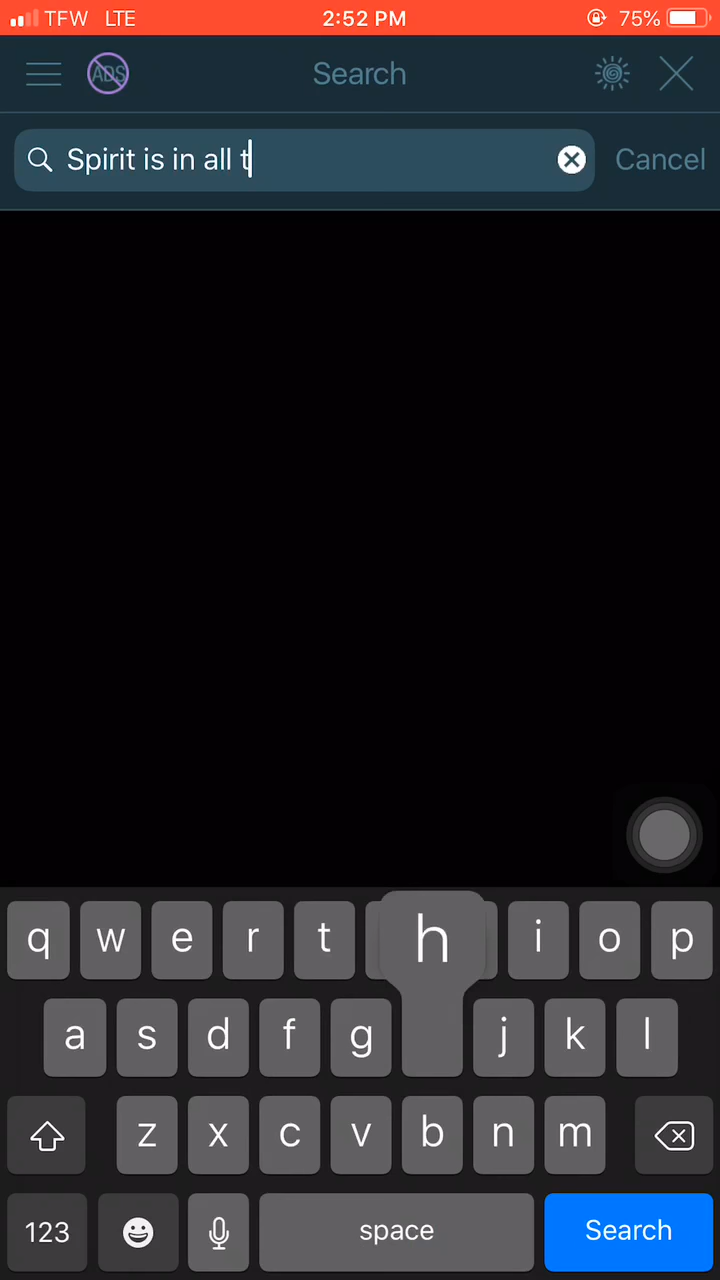 TFW LTE 2:52 PM 75%
ADS Search
Spirit is in all t Cancel
q w e r t h i o p
a s d f g j k l
z x c v b n m
123 space Search